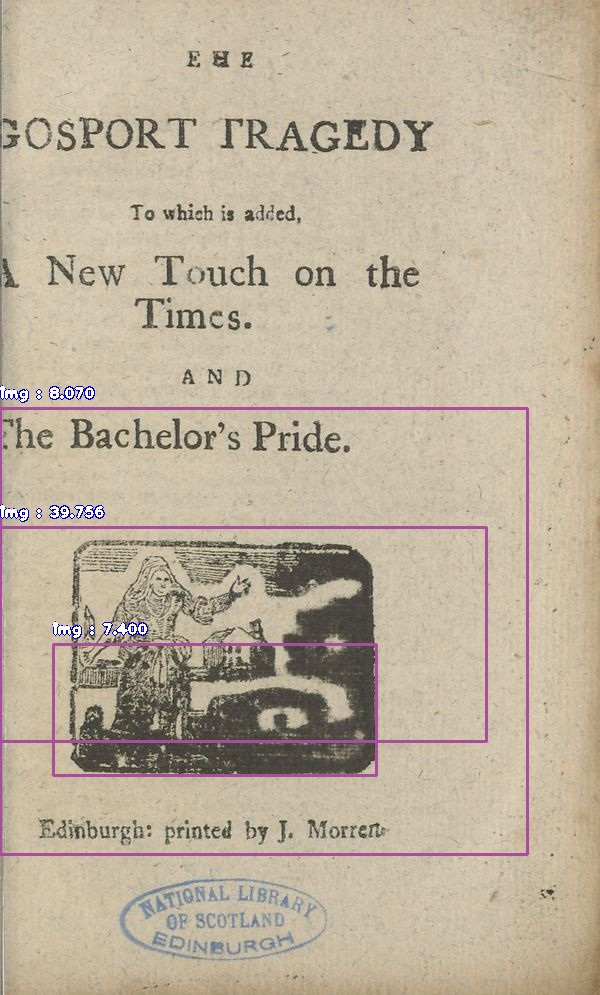 EHE
GOSPORT TRAGEDY
To which is added,
A New Touch on the
Times.
AND
img : 8.070
The Bachelor's Pride.
img : 39.756
img : 7.400
Edinburgh: printed by J. Morren
NATIONAL LIBRARY
OF SCOTLAND
EDINBURGH